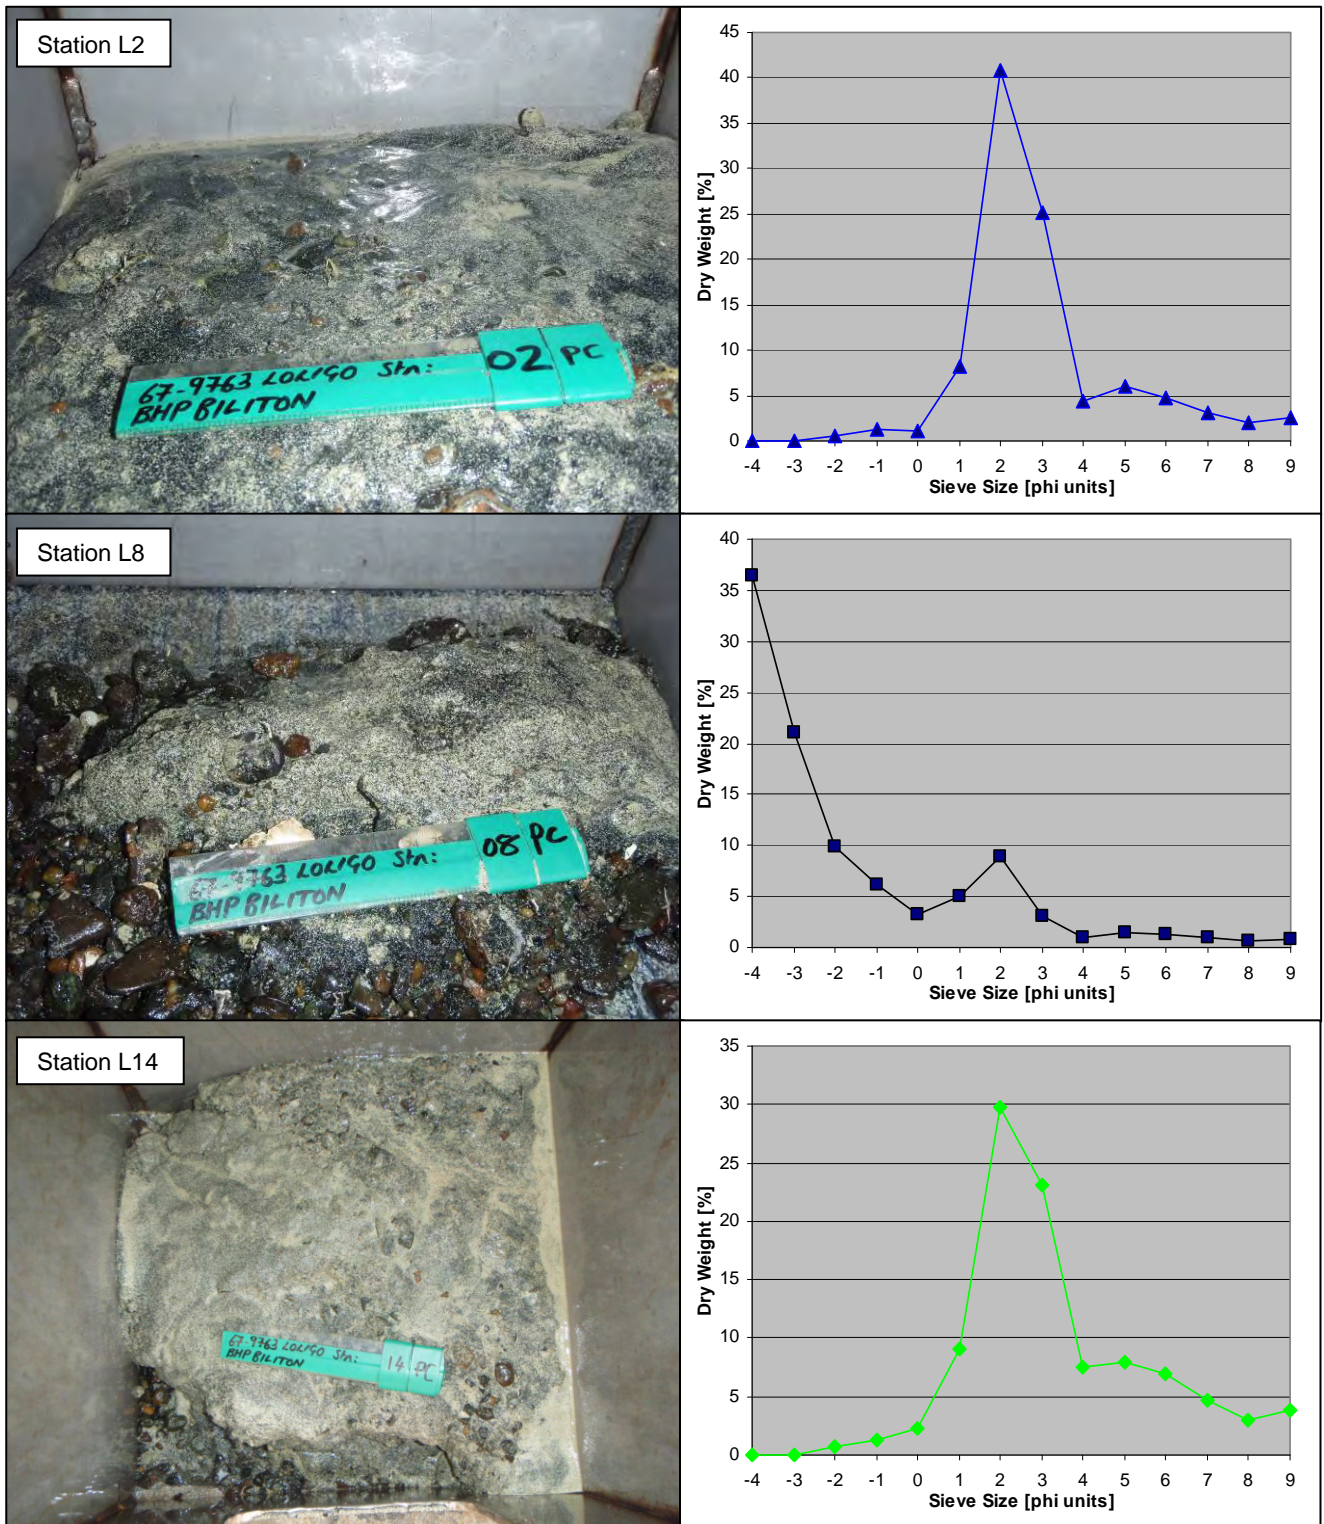 Station L2
67-9763 LOLIGO Stn: 02 PC
BHP BILITON
45
40
35
30
25
20
15
10
5
0
Dry Weight [%]
-4 -3 -2 -1 0 1 2 3 4 5 6 7 8 9
Sieve Size [phi units]
Station L8
67-9763 LOLIGO Stn: 08 PC
BHP BILITON
40
35
30
25
20
15
10
5
0
Dry Weight [%]
-4 -3 -2 -1 0 1 2 3 4 5 6 7 8 9
Sieve Size [phi units]
Station L14
67-9763 LOLIGO Stn: 14 PC
BHP BILITON
35
30
25
20
15
10
5
0
Dry Weight [%]
-4 -3 -2 -1 0 1 2 3 4 5 6 7 8 9
Sieve Size [phi units]